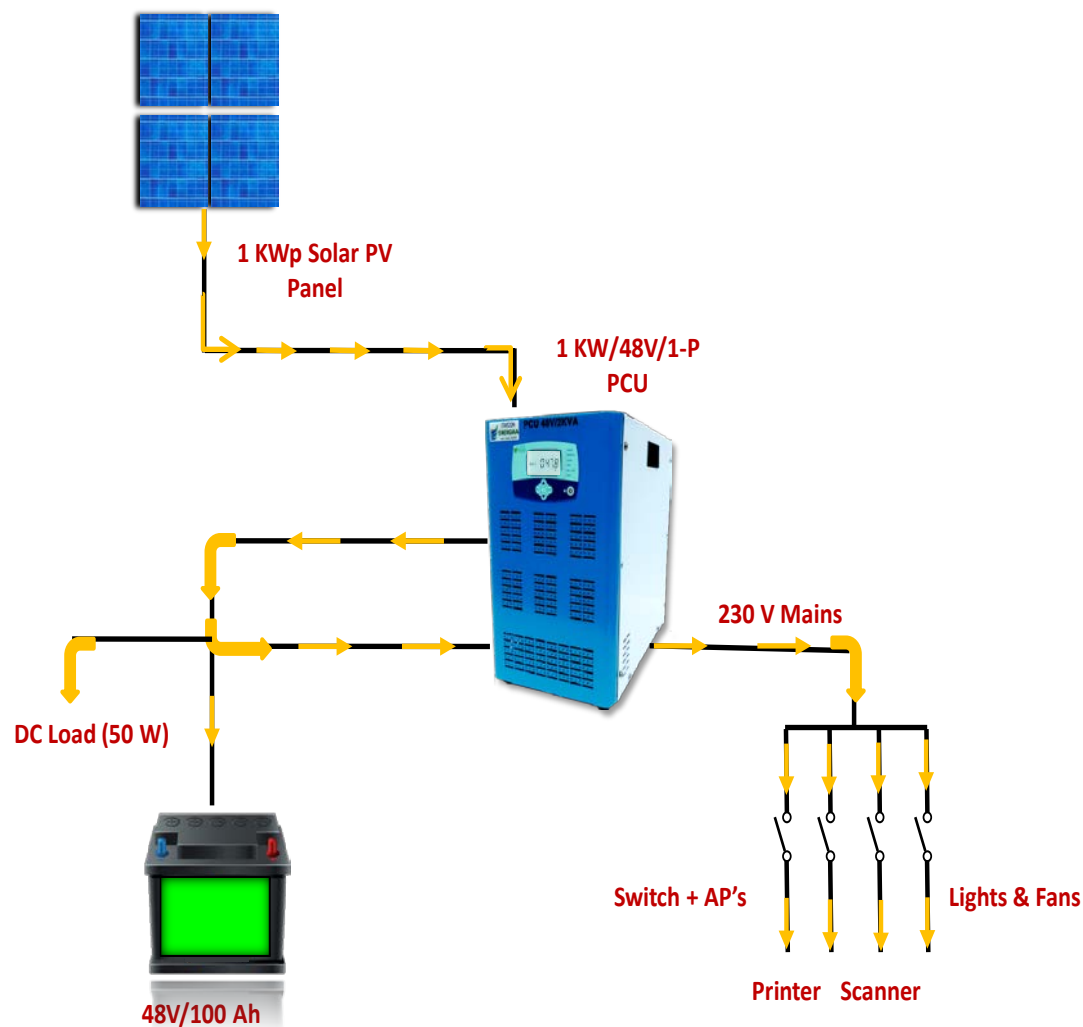 1 KWp Solar PV
Panel
1 KW/48V/1-P
PCU
PCU 48V/2KVA
230 V Mains
DC Load (50 W)
Switch + AP's
Lights & Fans
Printer
Scanner
48V/100 Ah